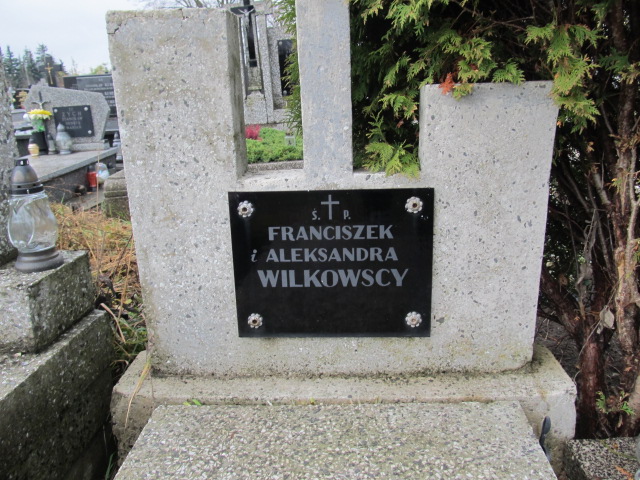 Ś. P.
FRANCISZEK
i ALEKSANDRA
WILKOWSCY